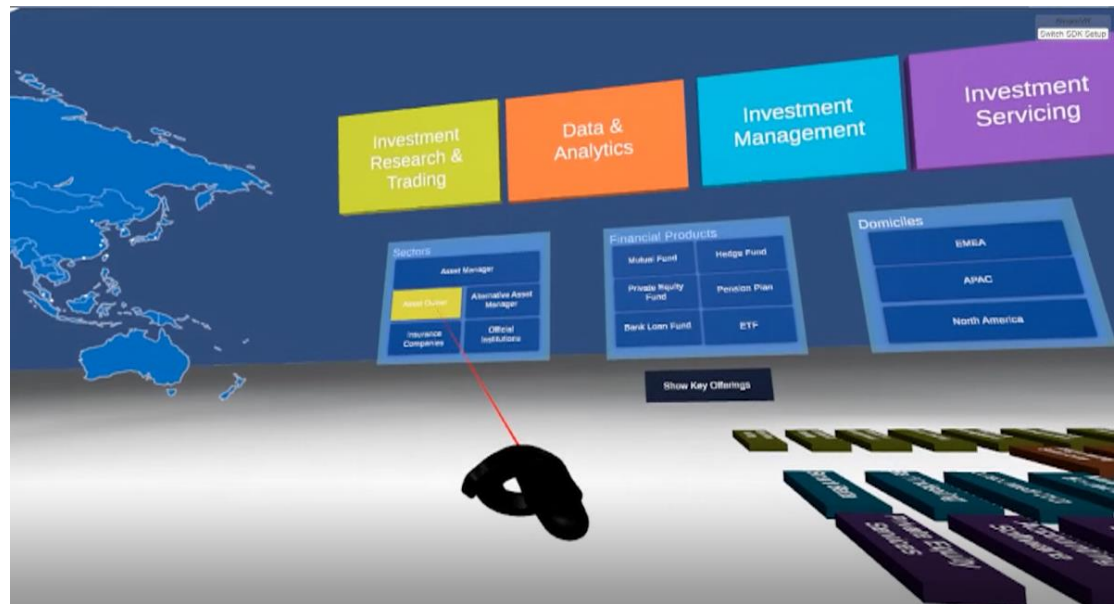 Switch SDK Setup
Investment
Research &
Trading
Data &
Analytics
Investment
Management
Investment
Servicing
Sectors
Asset Manager
Asset Owner
Alternative Asset
Manager
Insurance
Companies
Official
Institutions
Financial Products
Mutual Fund
Hedge Fund
Private Equity
Fund
Pension Plan
Bank Loan Fund
ETF
Domiciles
EMEA
APAC
North America
Show Key Offerings
Private Equity
Services